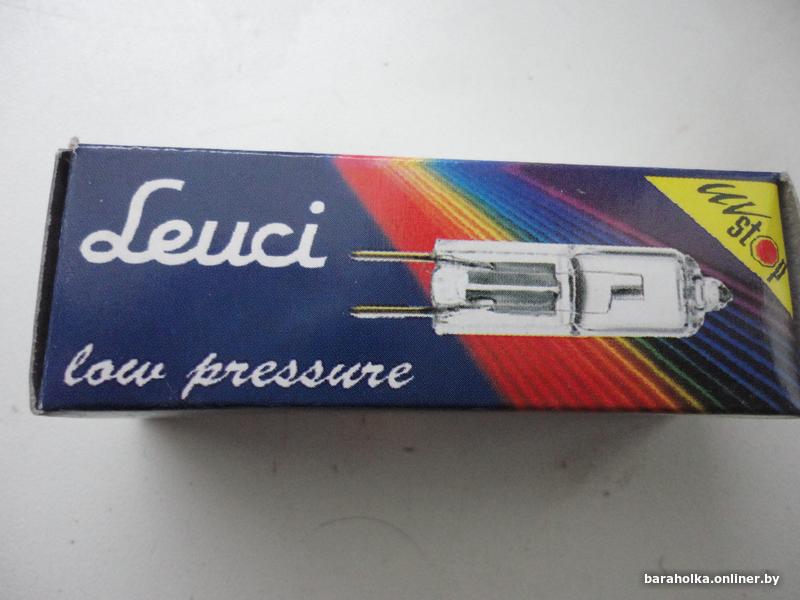 Leuci
UV
stop
low pressure
baraholka.onliner.by